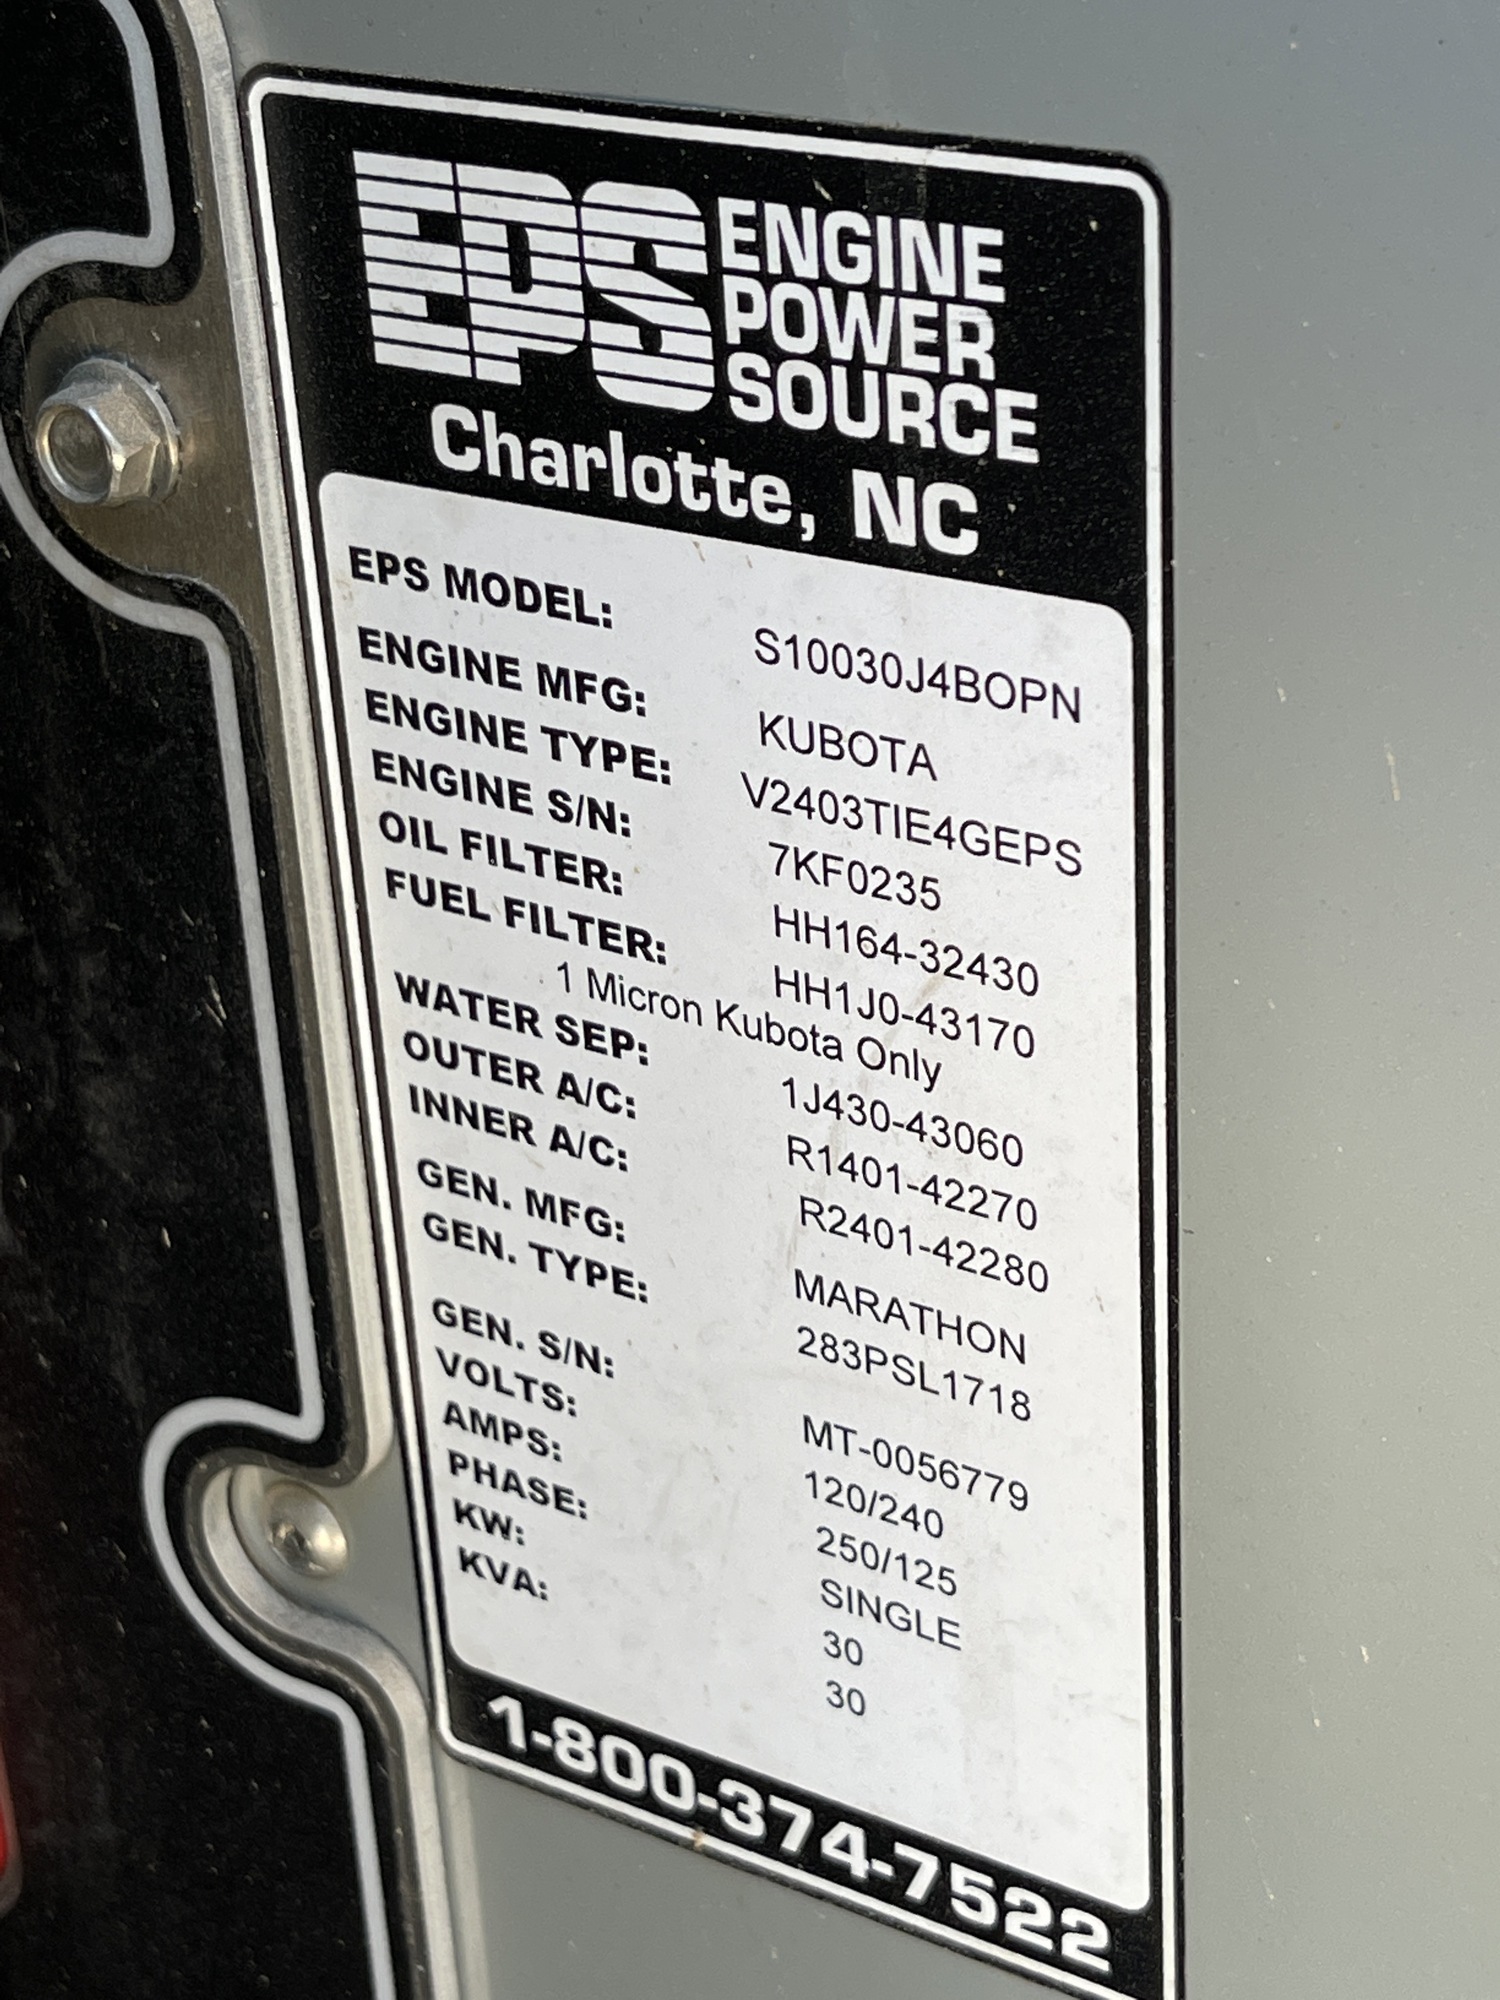 EPS ENGINE
POWER
SOURCE
Charlotte, NC
EPS MODEL: S10030J4BOPN
ENGINE MFG: KUBOTA
ENGINE TYPE: V2403TIE4GEPS
ENGINE S/N: 7KF0235
OIL FILTER: HH164-32430
FUEL FILTER: HH1J0-43170
1 Micron Kubota Only
WATER SEP: 1J430-43060
OUTER A/C: R1401-42270
INNER A/C: R2401-42280
GEN. MFG: MARATHON
GEN. TYPE: 283PSL1718
GEN. S/N: MT-0056779
VOLTS: 120/240
AMPS: 250/125
PHASE: SINGLE
KW: 30
KVA: 30
1-800-374-7522